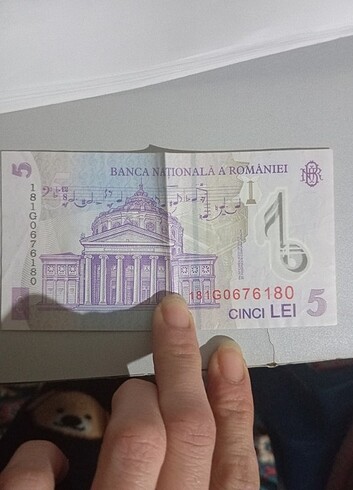 5
BANCA NAȚIONALĂ A ROMÂNIEI
181G0676180
181G0676180
CINCI LEI 5